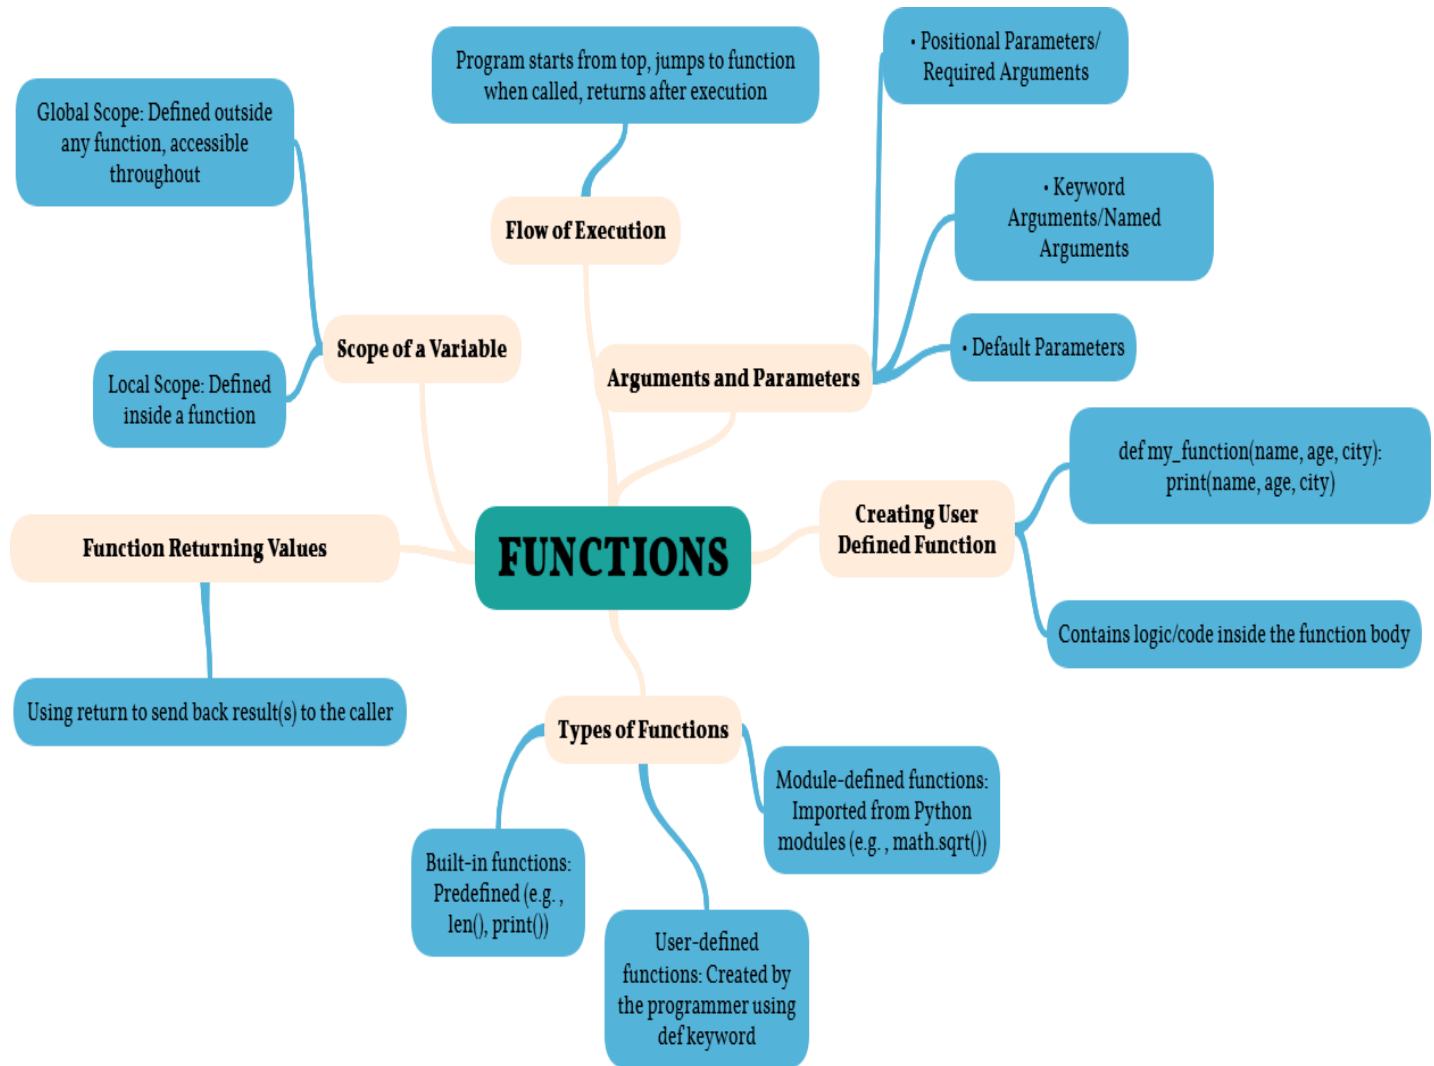 Program starts from top, jumps to function
when called, returns after execution
• Positional Parameters/
Required Arguments
Global Scope: Defined outside
any function, accessible
throughout
• Keyword
Arguments/Named
Arguments
Flow of Execution
Scope of a Variable
• Default Parameters
Arguments and Parameters
Local Scope: Defined
inside a function
def my_function(name, age, city):
print(name, age, city)
Creating User
Defined Function
Function Returning Values
FUNCTIONS
Contains logic/code inside the function body
Using return to send back result(s) to the caller
Types of Functions
Module-defined functions:
Imported from Python
modules (e.g. , math.sqrt())
Built-in functions:
Predefined (e.g. ,
len(), print())
User-defined
functions: Created by
the programmer using
def keyword